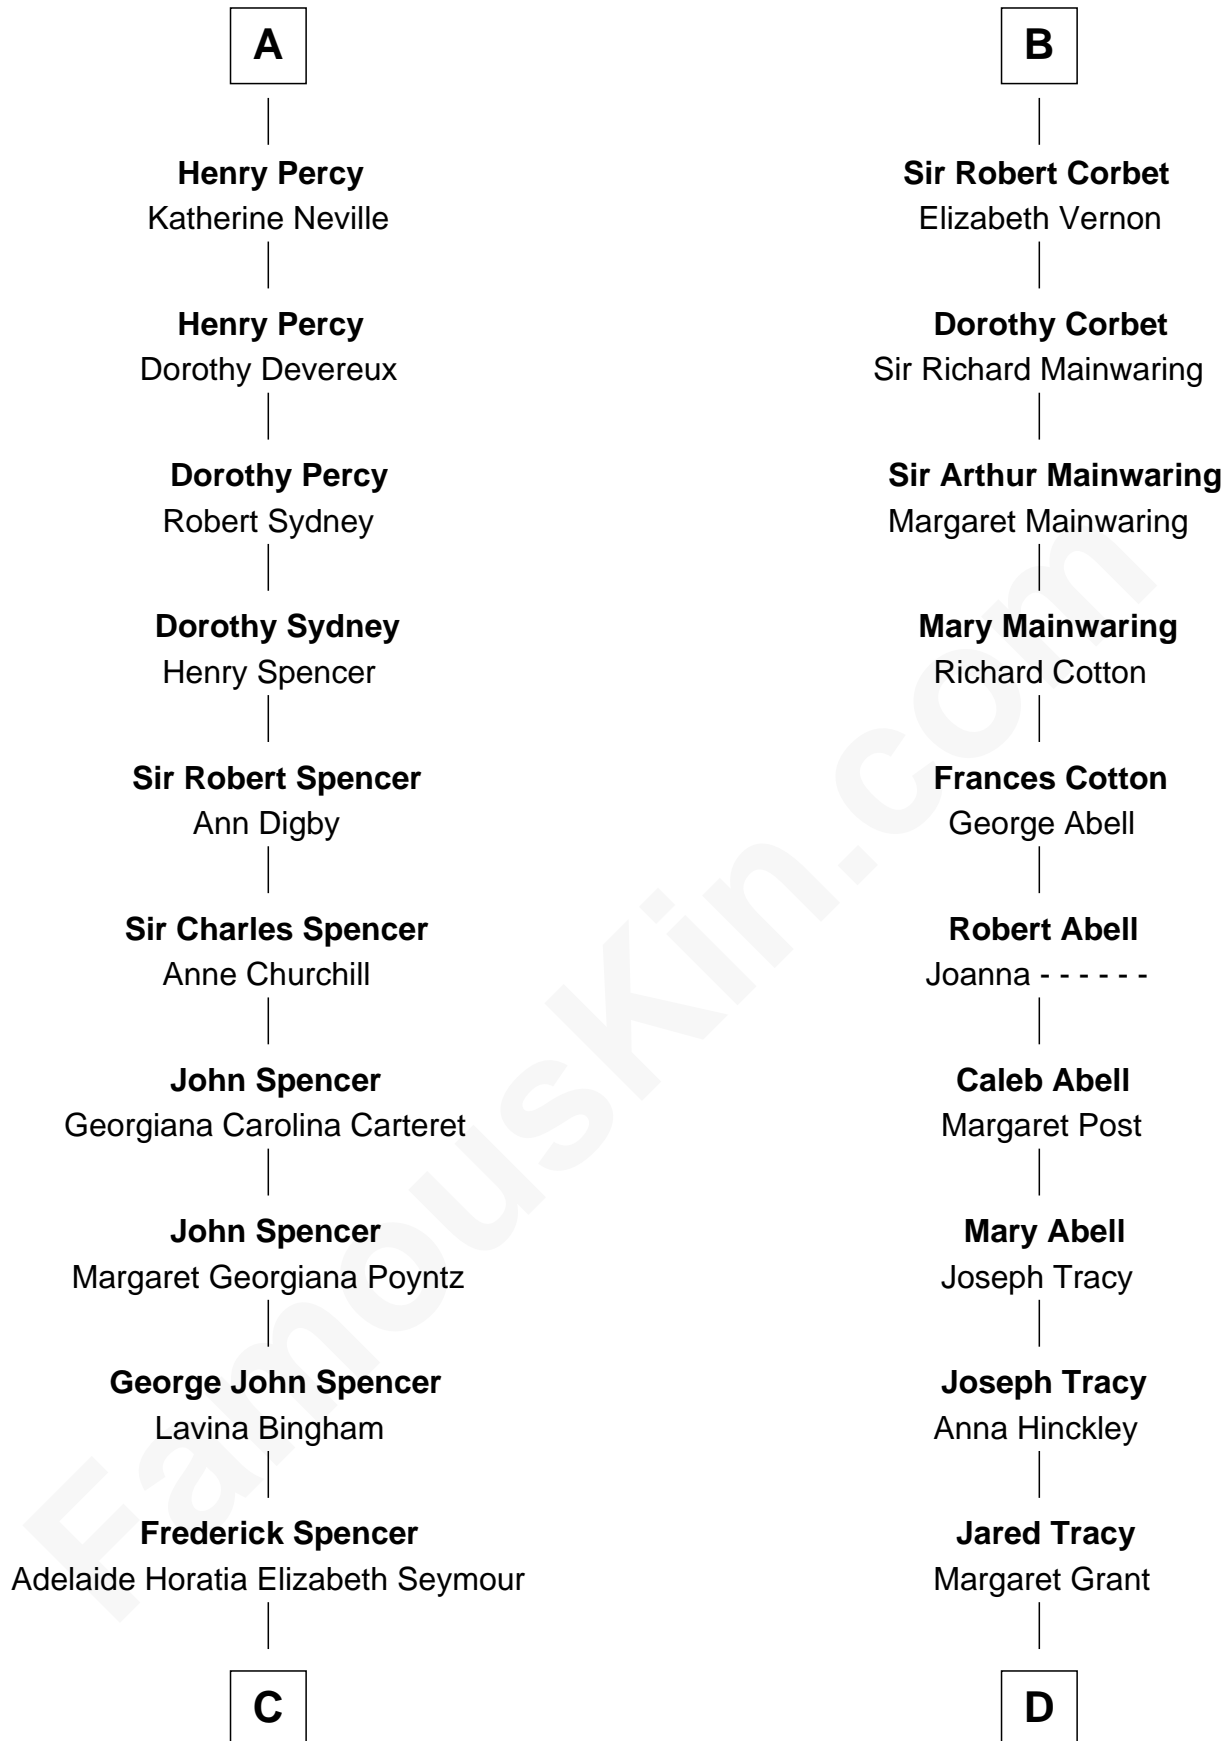 A
Henry Percy
Katherine Neville
Henry Percy
Dorothy Devereux
Dorothy Percy
Robert Sydney
Dorothy Sydney
Henry Spencer
Sir Robert Spencer
Ann Digby
Sir Charles Spencer
Anne Churchill
John Spencer
Georgiana Carolina Carteret
John Spencer
Margaret Georgiana Poyntz
George John Spencer
Lavina Bingham
Frederick Spencer
Adelaide Horatia Elizabeth Seymour
C
B
Sir Robert Corbet
Elizabeth Vernon
Dorothy Corbet
Sir Richard Mainwaring
Sir Arthur Mainwaring
Margaret Mainwaring
Mary Mainwaring
Richard Cotton
Frances Cotton
George Abell
Robert Abell
Joanna - - - - - -
Caleb Abell
Margaret Post
Mary Abell
Joseph Tracy
Joseph Tracy
Anna Hinckley
Jared Tracy
Margaret Grant
D
FamousKin.com